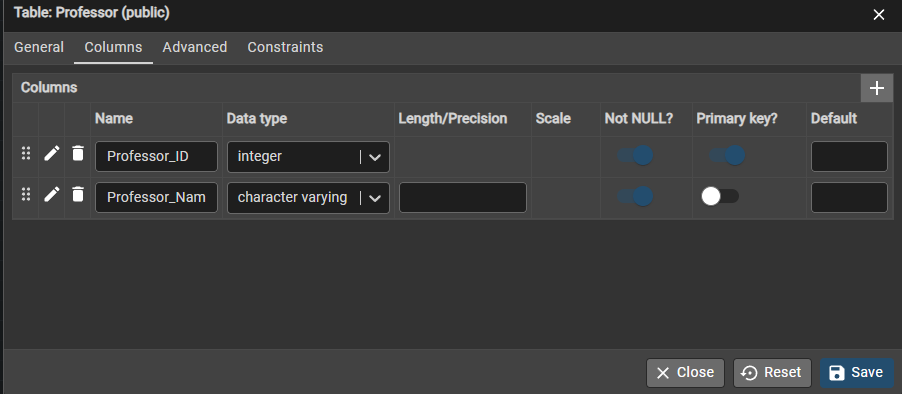 Table: Professor (public)
General Columns Advanced Constraints
Columns
Name Data type Length/Precision Scale Not NULL? Primary key? Default
Professor_ID integer
Professor_Nam character varying
Close Reset Save